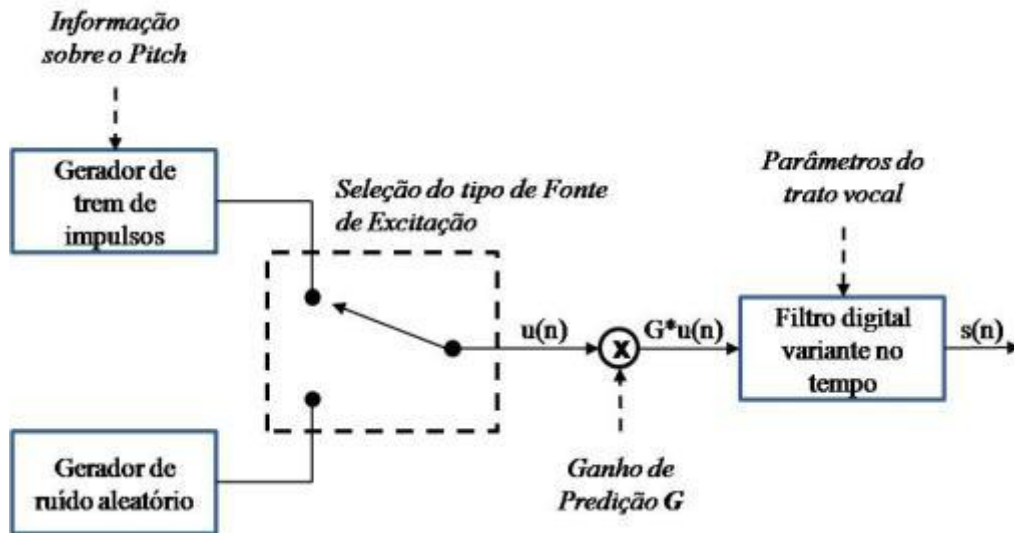 Informação
sobre o Pitch
Gerador de
trem de
impulsos
Seleção do tipo de Fonte
de Excitação
Parâmetros do
trato vocal
u(n)
X
G*u(n)
Filtro digital
variante no
tempo
s(n)
Gerador de
ruído aleatório
Ganho de
Predição G